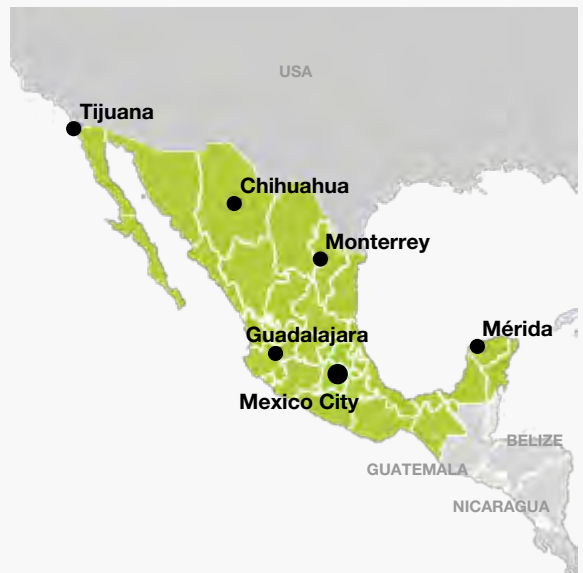 USA
Tijuana
Chihuahua
Monterrey
Guadalajara
Mérida
Mexico City
BELIZE
GUATEMALA
NICARAGUA